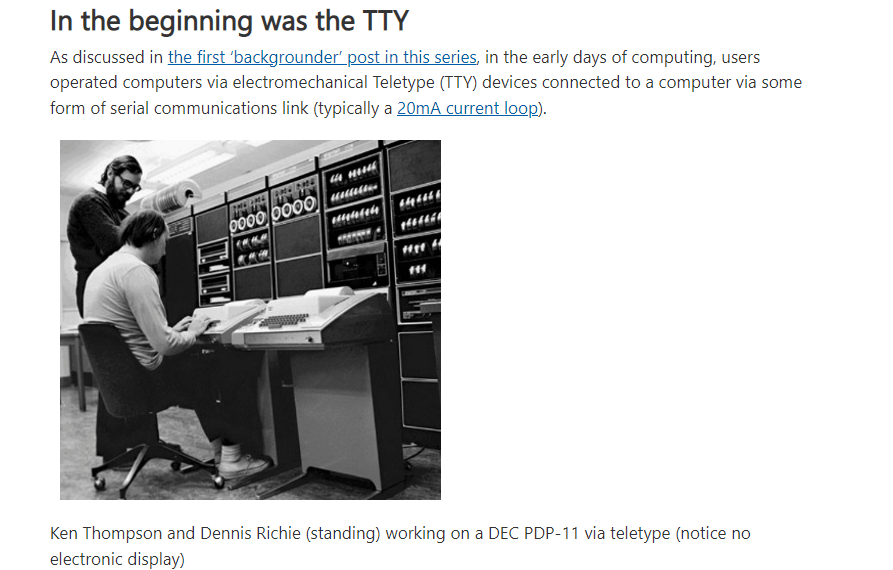 In the beginning was the TTY
As discussed in the first ‘backgrounder’ post in this series, in the early days of computing, users
operated computers via electromechanical Teletype (TTY) devices connected to a computer via some
form of serial communications link (typically a 20mA current loop).
Ken Thompson and Dennis Richie (standing) working on a DEC PDP-11 via teletype (notice no
electronic display)